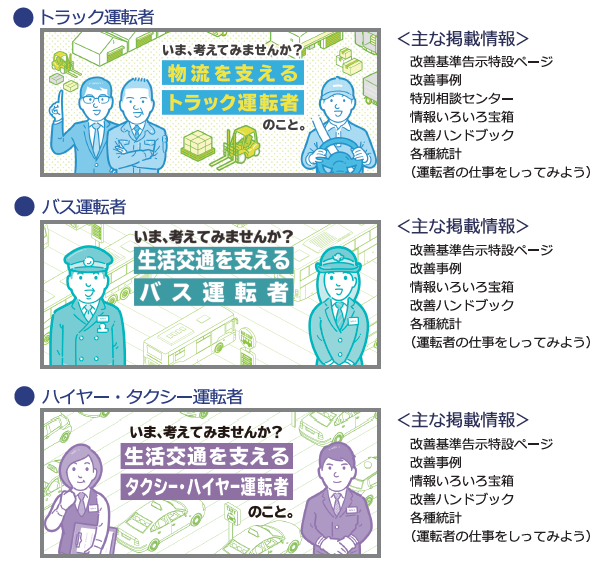 ● トラック運転者
いま、考えてみませんか?
物流を支える
トラック運転者
のこと。
＜主な掲載情報＞
改善基準告示特設ページ
改善事例
特別相談センター
情報いろいろ宝箱
改善ハンドブック
各種統計
（運転者の仕事をしってみよう）
● バス運転者
いま、考えてみませんか?
生活交通を支える
バス運転者
＜主な掲載情報＞
改善基準告示特設ページ
改善事例
情報いろいろ宝箱
改善ハンドブック
各種統計
（運転者の仕事をしってみよう）
● ハイヤー・タクシー運転者
いま、考えてみませんか?
生活交通を支える
タクシー・ハイヤー運転者
のこと。
＜主な掲載情報＞
改善基準告示特設ページ
改善事例
情報いろいろ宝箱
改善ハンドブック
各種統計
（運転者の仕事をしってみよう）